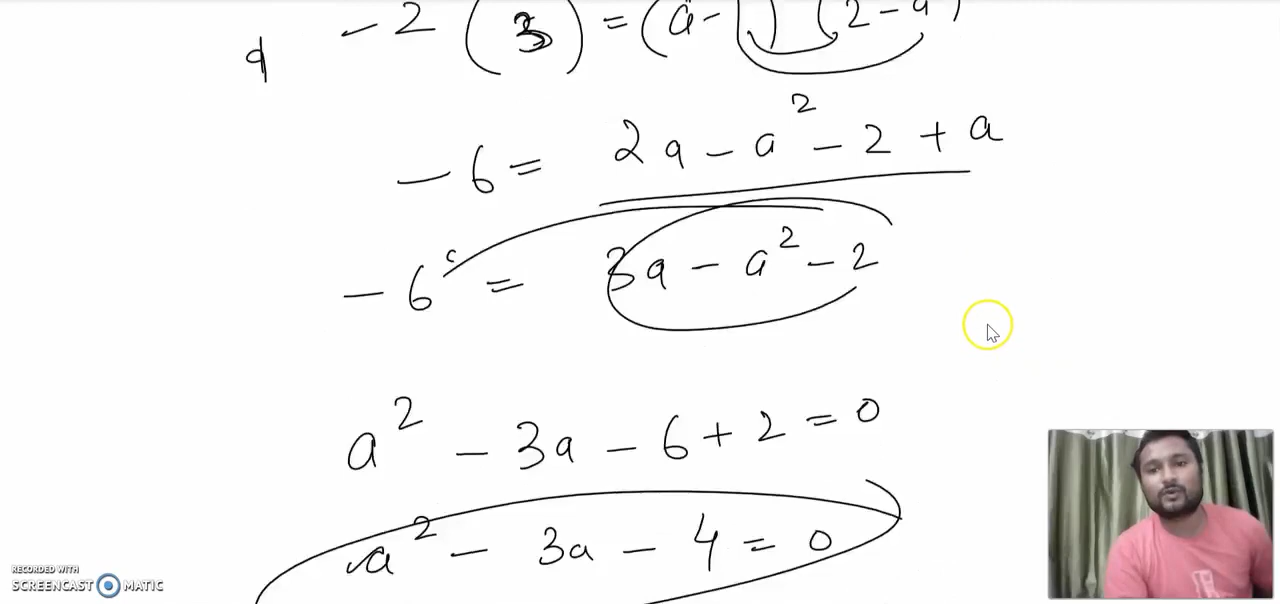 -2 (3) = (a-1) (2-a)
q
-6 = 2a - a² - 2 + a
-6 = 3a - a² - 2
a² - 3a - 6 + 2 = 0
a² - 3a - 4 = 0
RECORDED WITH
SCREENCAST MATIC